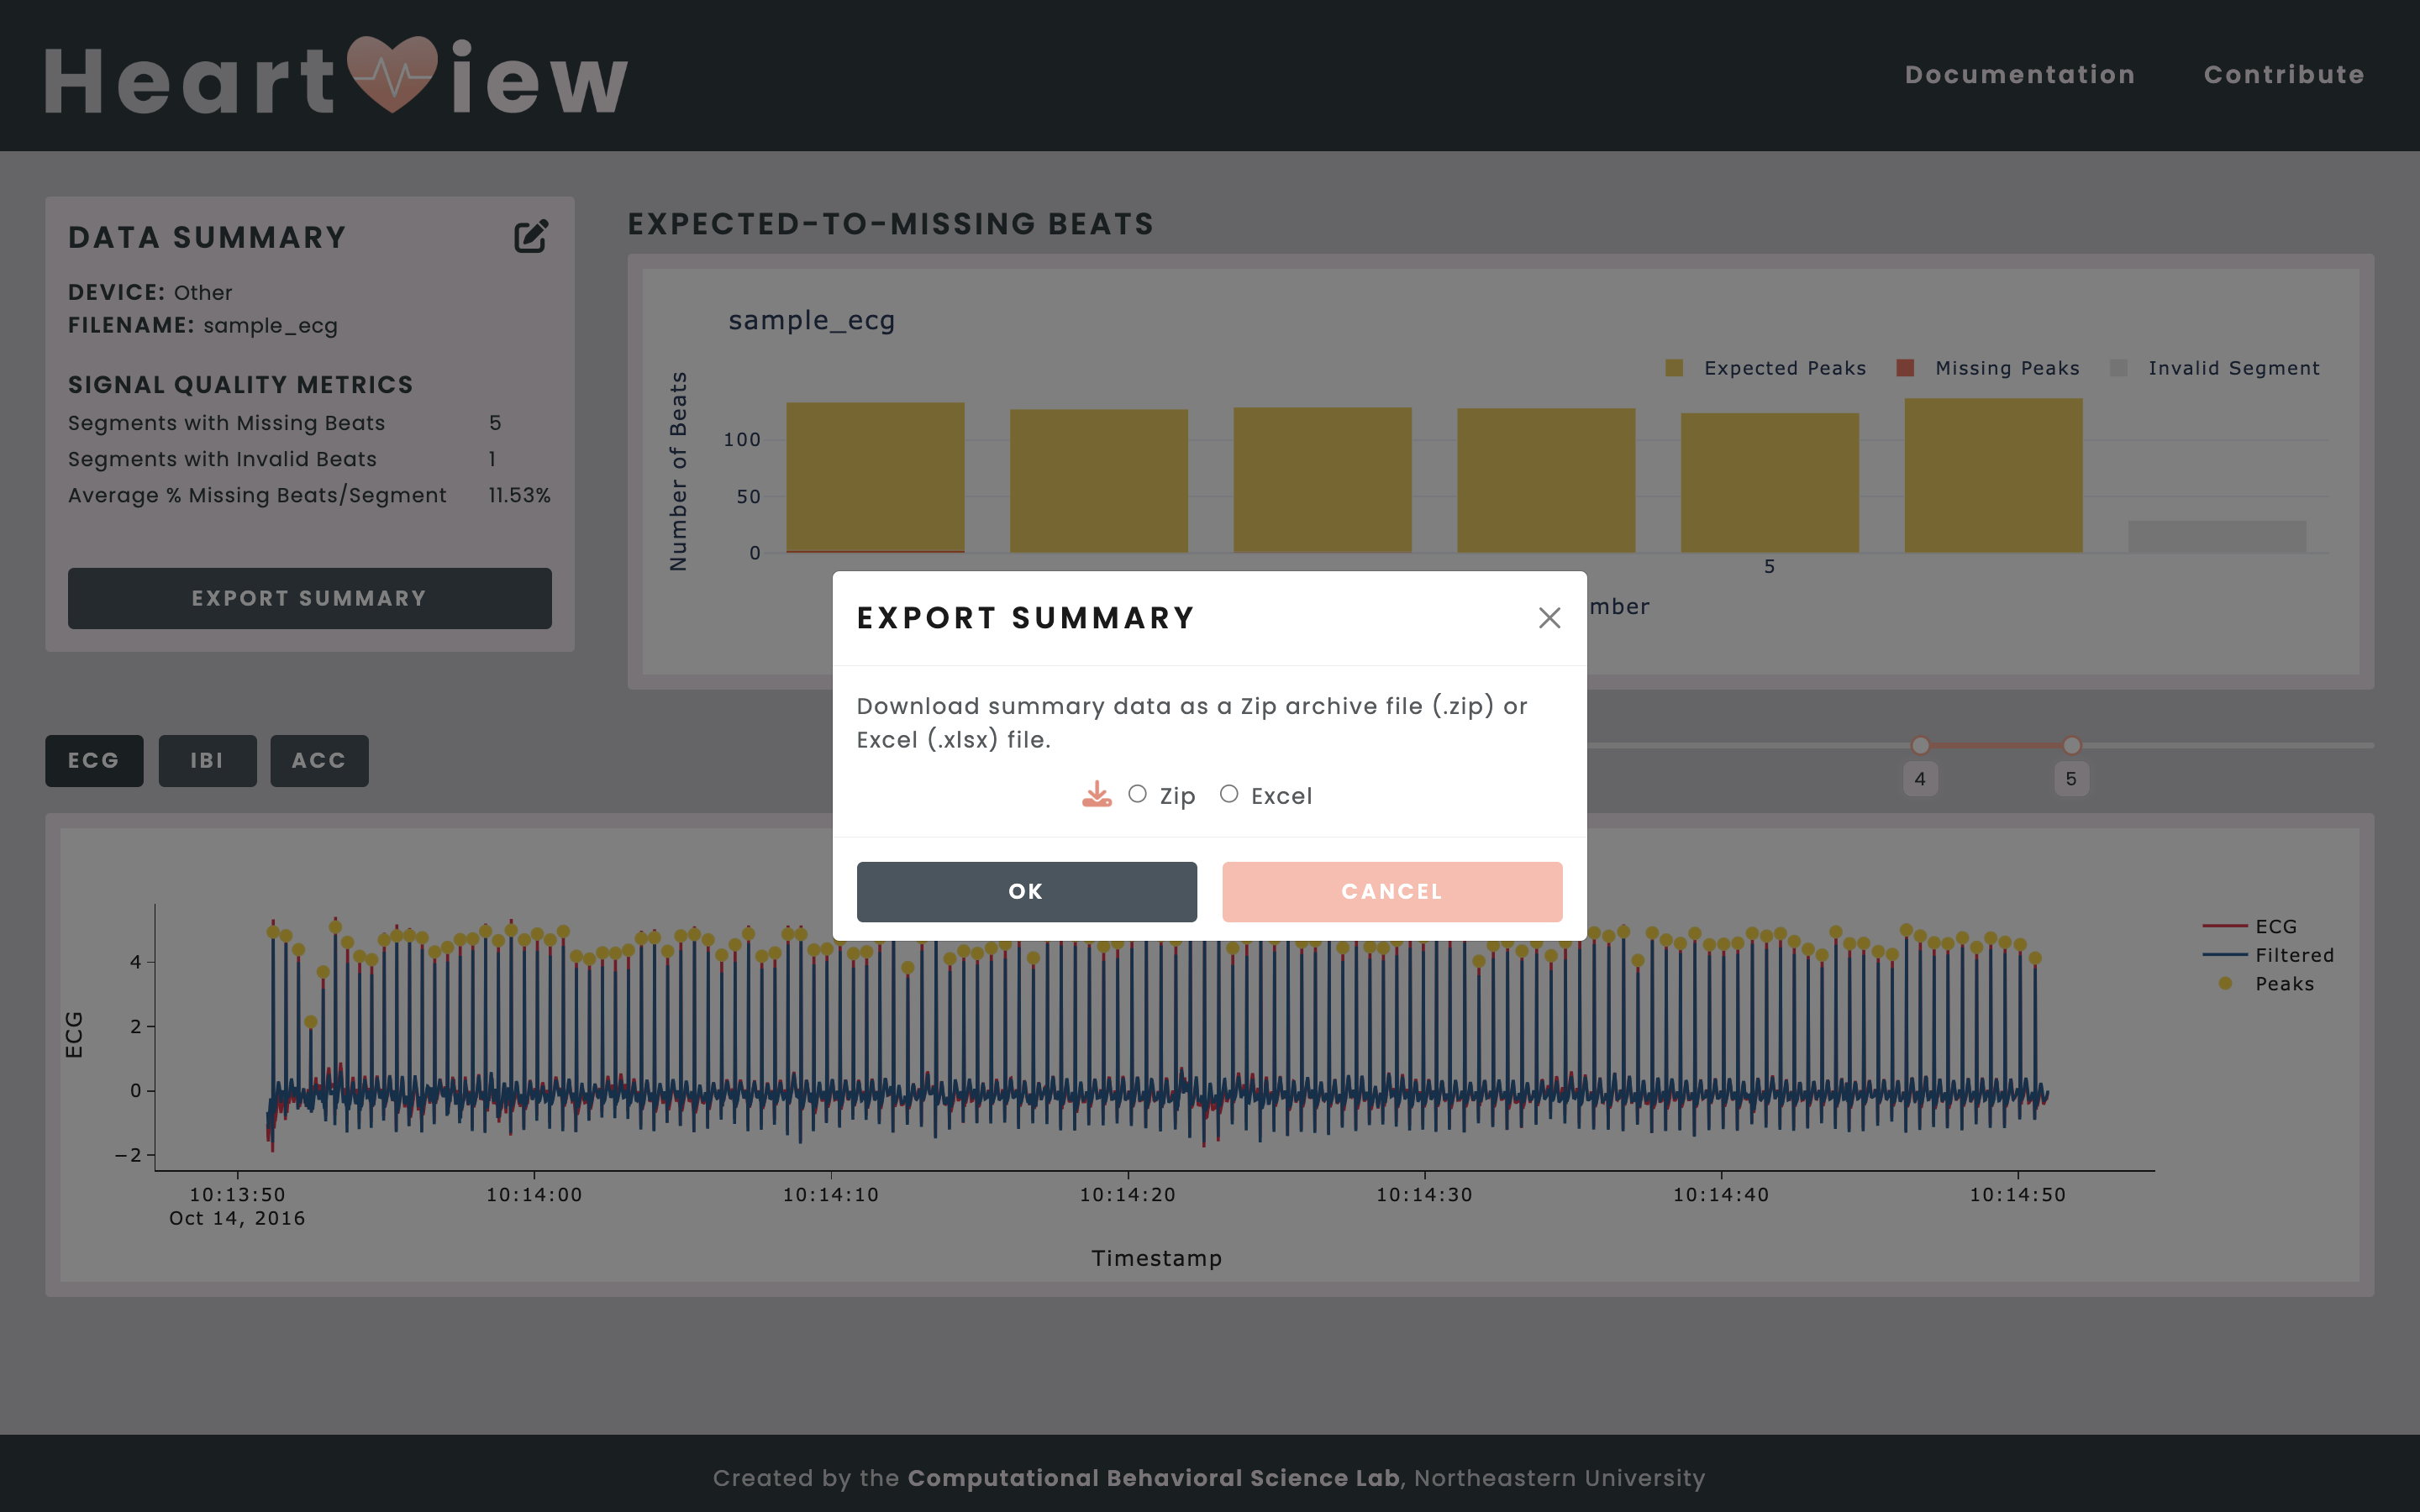 Heart iew
Documentation
Contribute
DATA SUMMARY
DEVICE: Other
FILENAME: sample_ecg
SIGNAL QUALITY METRICS
Segments with Missing Beats 5
Segments with Invalid Beats 1
Average % Missing Beats/Segment 11.53%
EXPORT SUMMARY
EXPECTED-TO-MISSING BEATS
sample_ecg
Expected Peaks
Missing Peaks
Invalid Segment
Number of Beats
100
50
0
5
mber
EXPORT SUMMARY
Download summary data as a Zip archive file (.zip) or
Excel (.xlsx) file.
Zip
Excel
OK
CANCEL
ECG
IBI
ACC
4
5
ECG
Filtered
Peaks
ECG
4
2
0
−2
10:13:50
Oct 14, 2016
10:14:00
10:14:10
10:14:20
10:14:30
10:14:40
10:14:50
Timestamp
Created by the Computational Behavioral Science Lab, Northeastern University